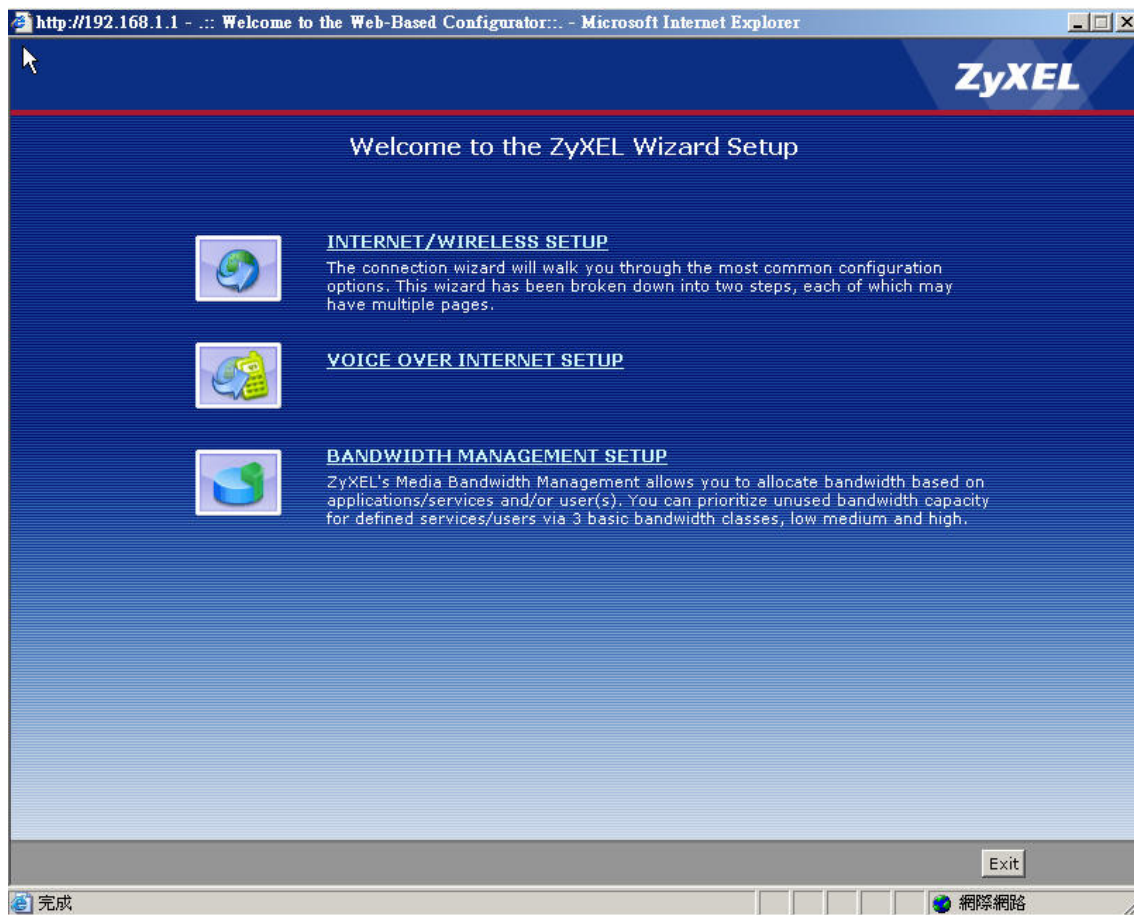 http://192.168.1.1 - .:: Welcome to the Web-Based Configurator::. - Microsoft Internet Explorer
ZyXEL
Welcome to the ZyXEL Wizard Setup
INTERNET/WIRELESS SETUP
The connection wizard will walk you through the most common configuration
options. This wizard has been broken down into two steps, each of which may
have multiple pages.
VOICE OVER INTERNET SETUP
BANDWIDTH MANAGEMENT SETUP
ZyXEL's Media Bandwidth Management allows you to allocate bandwidth based on
applications/services and/or user(s). You can prioritize unused bandwidth capacity
for defined services/users via 3 basic bandwidth classes, low medium and high.
Exit
完成
網際網路